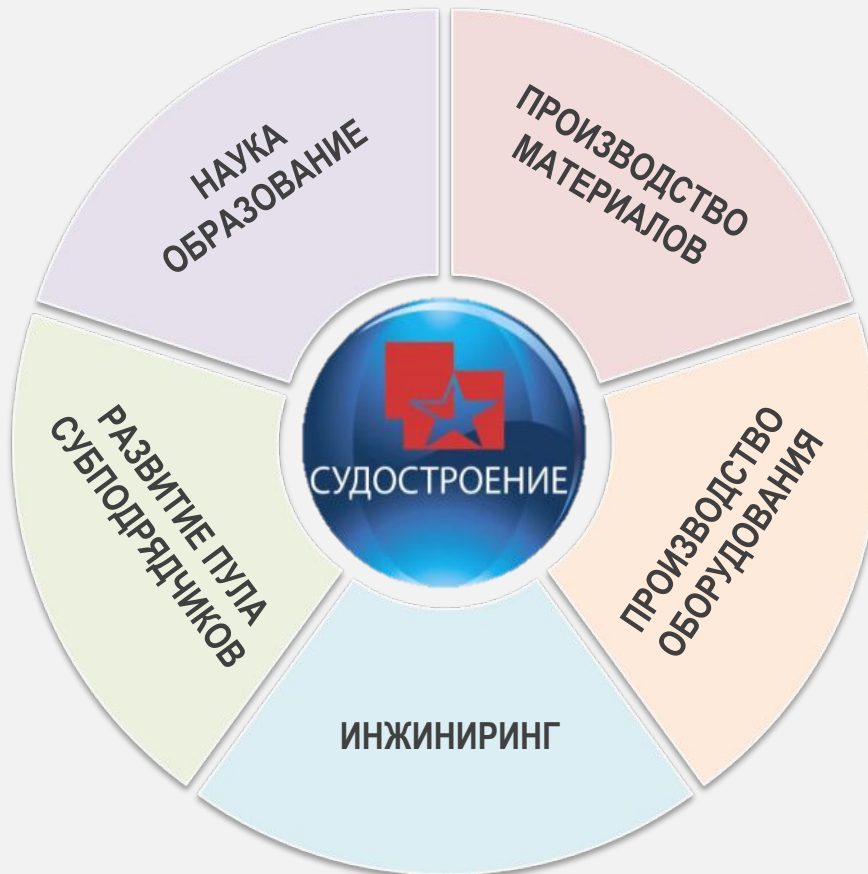 НАУКА
ОБРАЗОВАНИЕ
ПРОИЗВОДСТВО
МАТЕРИАЛОВ
ПРОИЗВОДСТВО
ОБОРУДОВАНИЯ
ИНЖИНИРИНГ
РАЗВИТИЕ ПУЛА
СУБПОДРЯДЧИКОВ
СУДОСТРОЕНИЕ